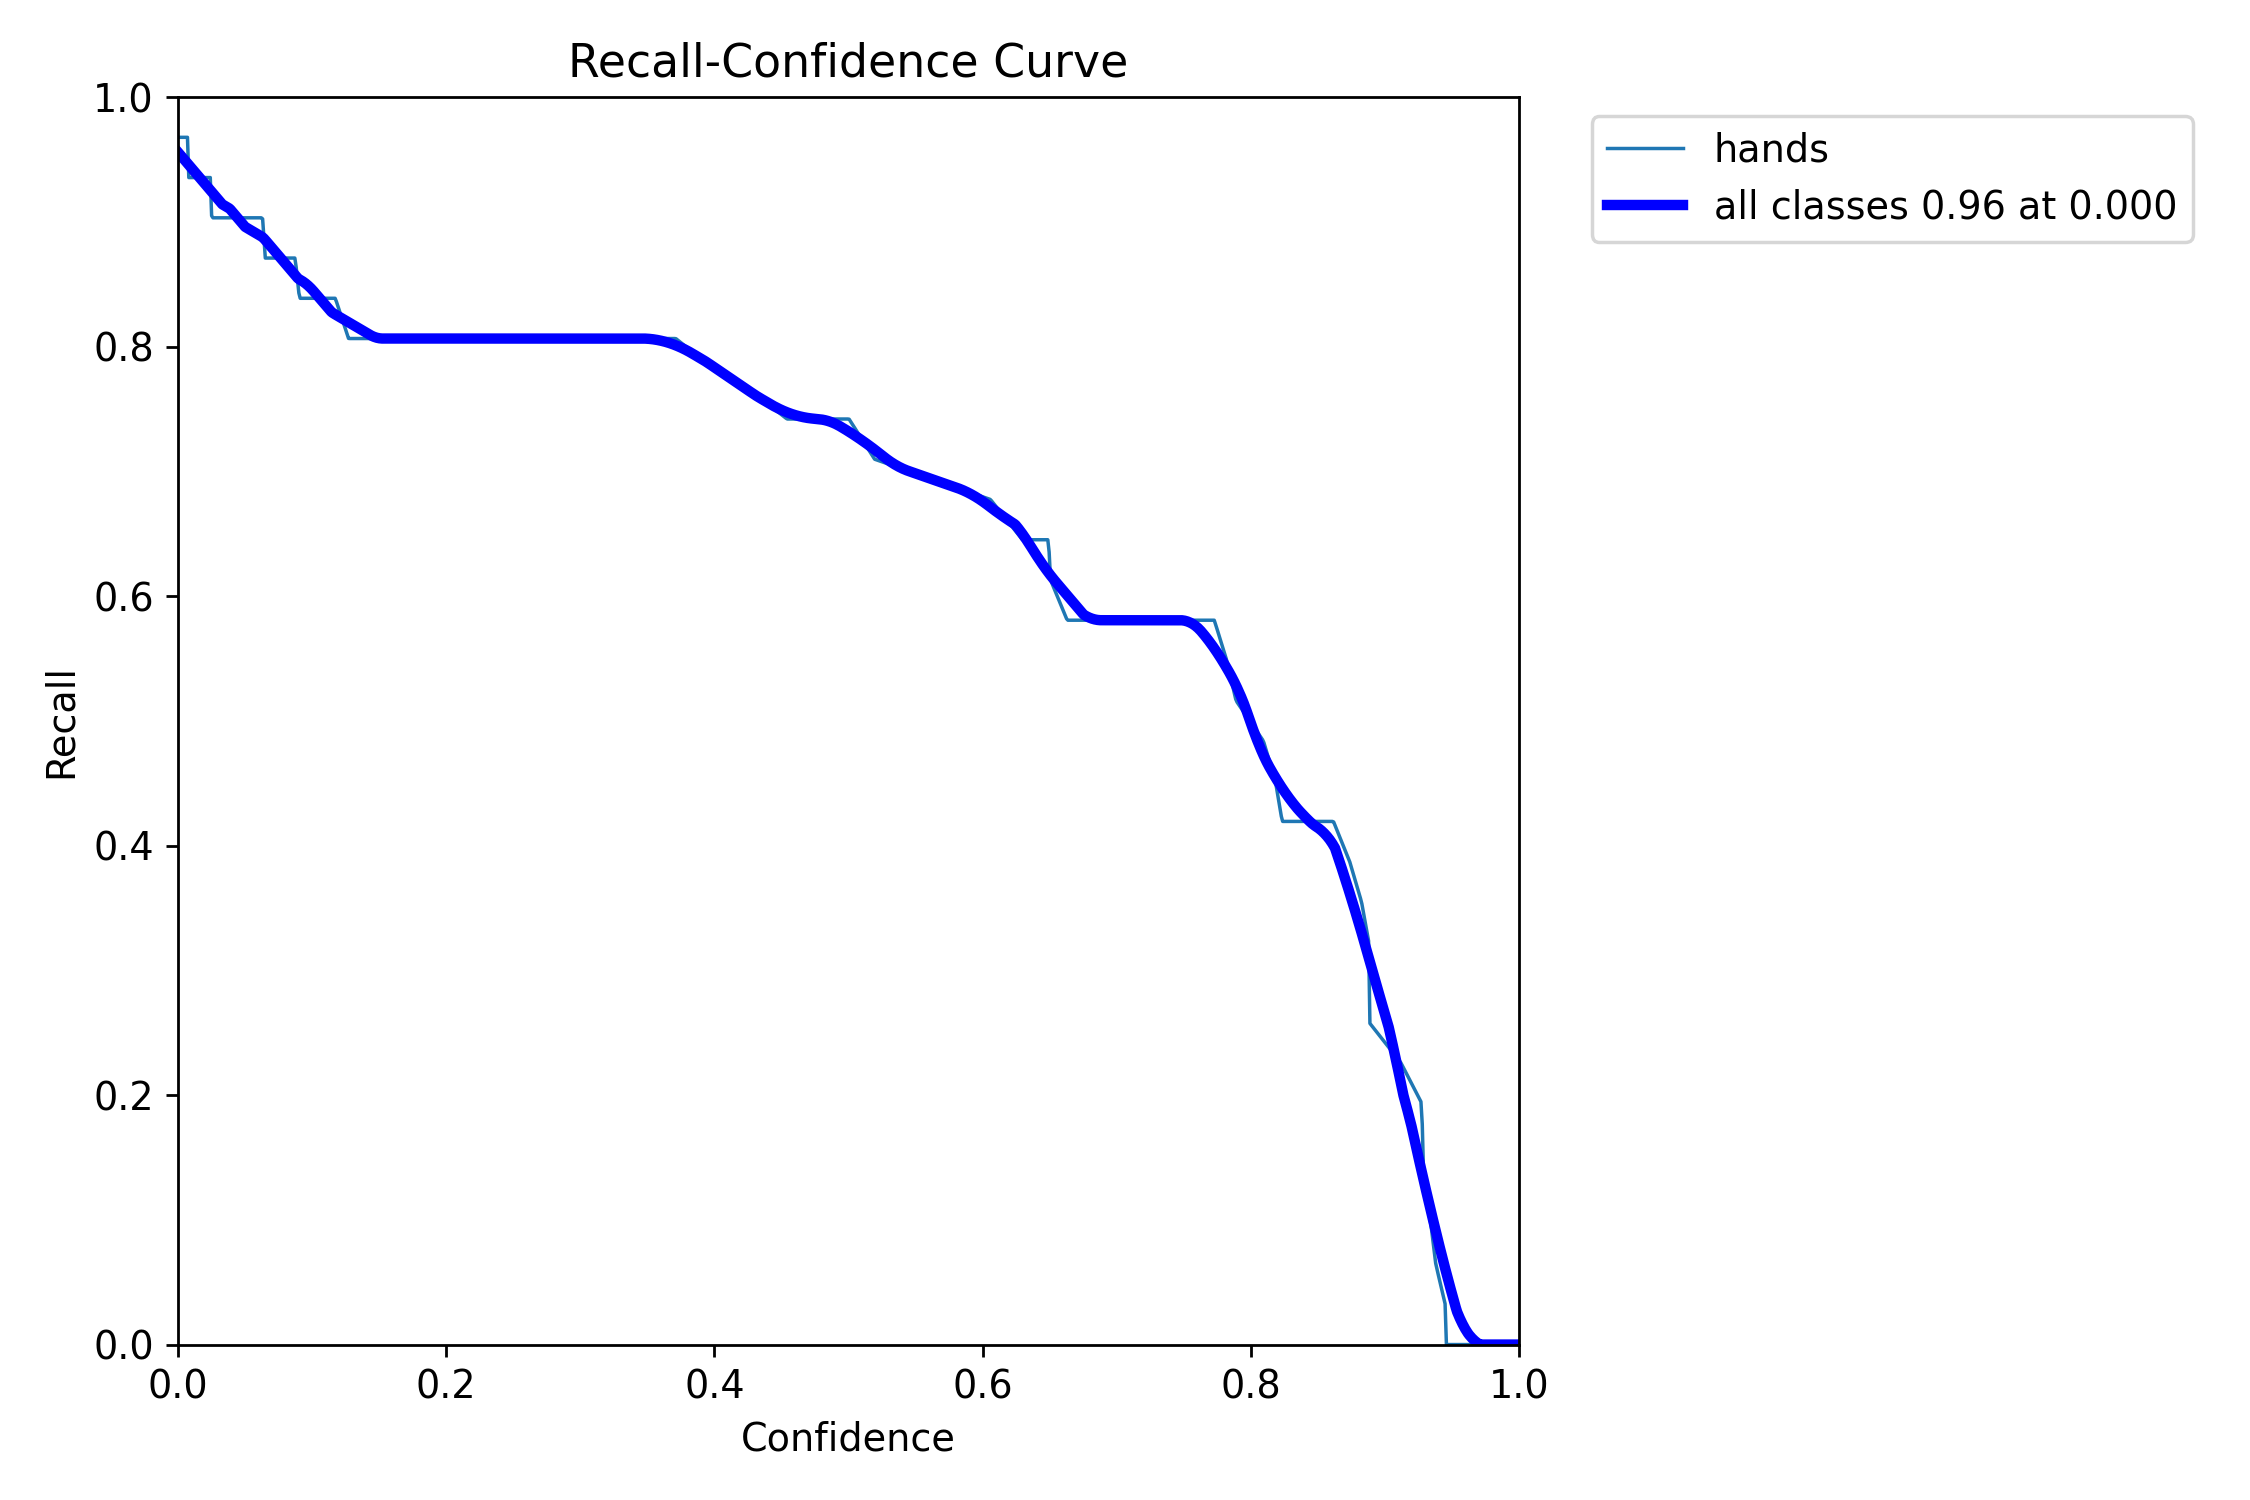 Recall-Confidence Curve
hands
all classes 0.96 at 0.000
Recall
1.0
0.8
0.6
0.4
0.2
0.0
0.0 0.2 0.4 0.6 0.8 1.0
Confidence